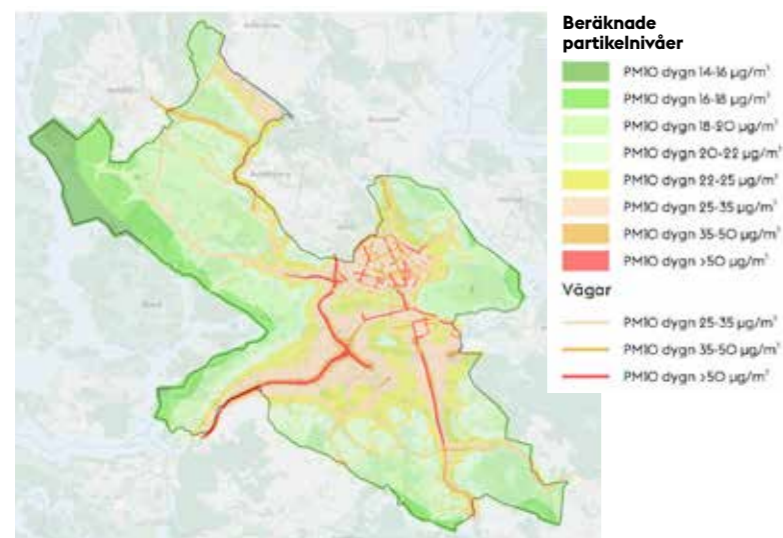 Beräknade
partikelnivåer
PM10 dygn 14-16 µg/m³
PM10 dygn 16-18 µg/m³
PM10 dygn 18-20 µg/m³
PM10 dygn 20-22 µg/m³
PM10 dygn 22-25 µg/m³
PM10 dygn 25-35 µg/m³
PM10 dygn 35-50 µg/m³
PM10 dygn >50 µg/m³
Vägar
PM10 dygn 25-35 µg/m³
PM10 dygn 35-50 µg/m³
PM10 dygn >50 µg/m³